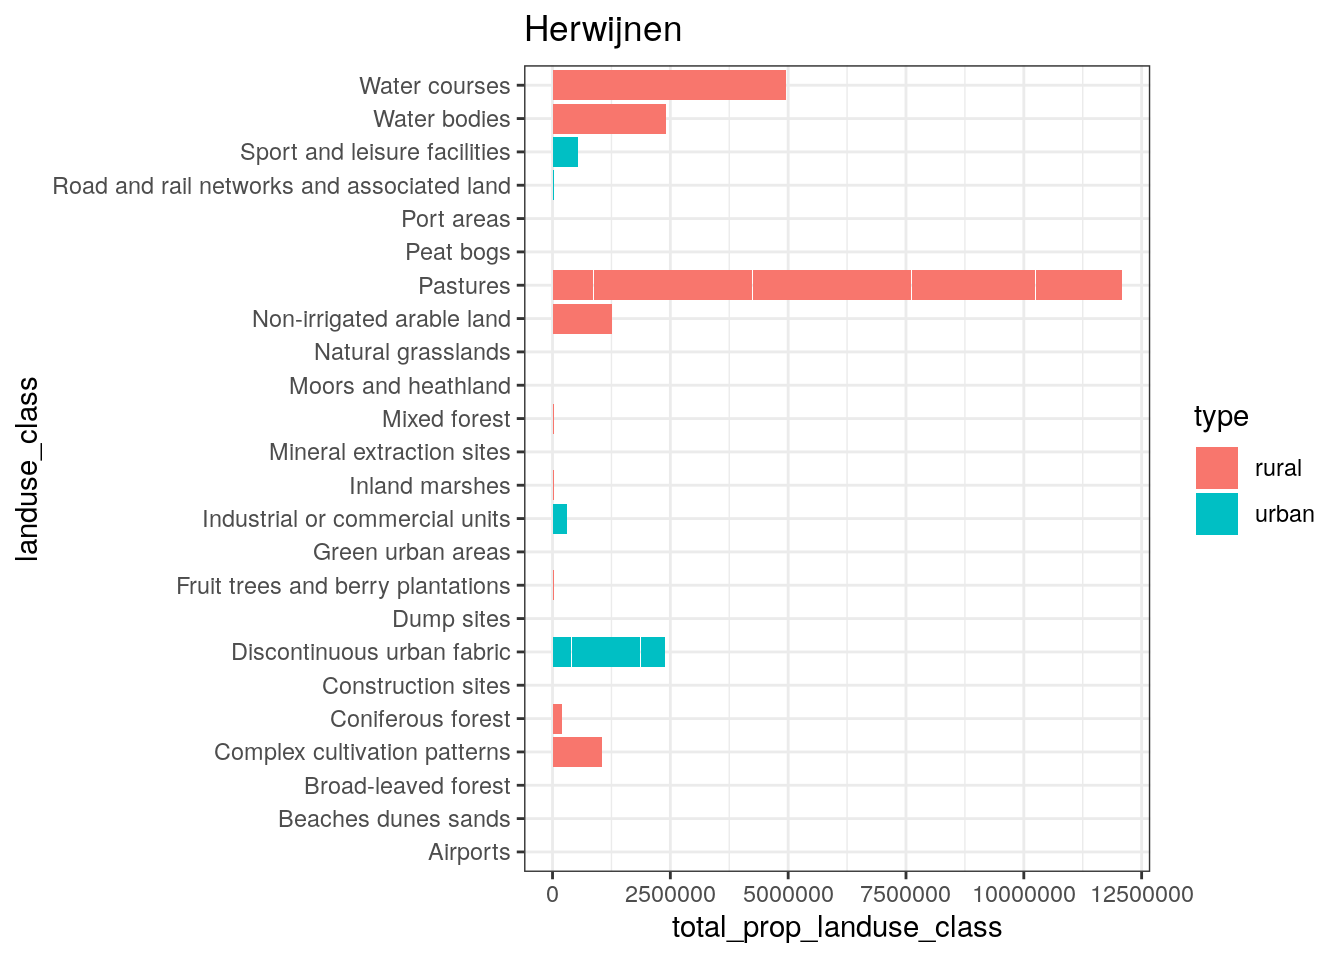 Herwijnen
Water courses
Water bodies
Sport and leisure facilities
Road and rail networks and associated land
Port areas
Peat bogs
Pastures
Non-irrigated arable land
Natural grasslands
Moors and heathland
Mixed forest
Mineral extraction sites
Inland marshes
Industrial or commercial units
Green urban areas
Fruit trees and berry plantations
Dump sites
Discontinuous urban fabric
Construction sites
Coniferous forest
Complex cultivation patterns
Broad-leaved forest
Beaches dunes sands
Airports
landuse_class
0 2500000 5000000 7500000 10000000 12500000
total_prop_landuse_class
type
rural
urban